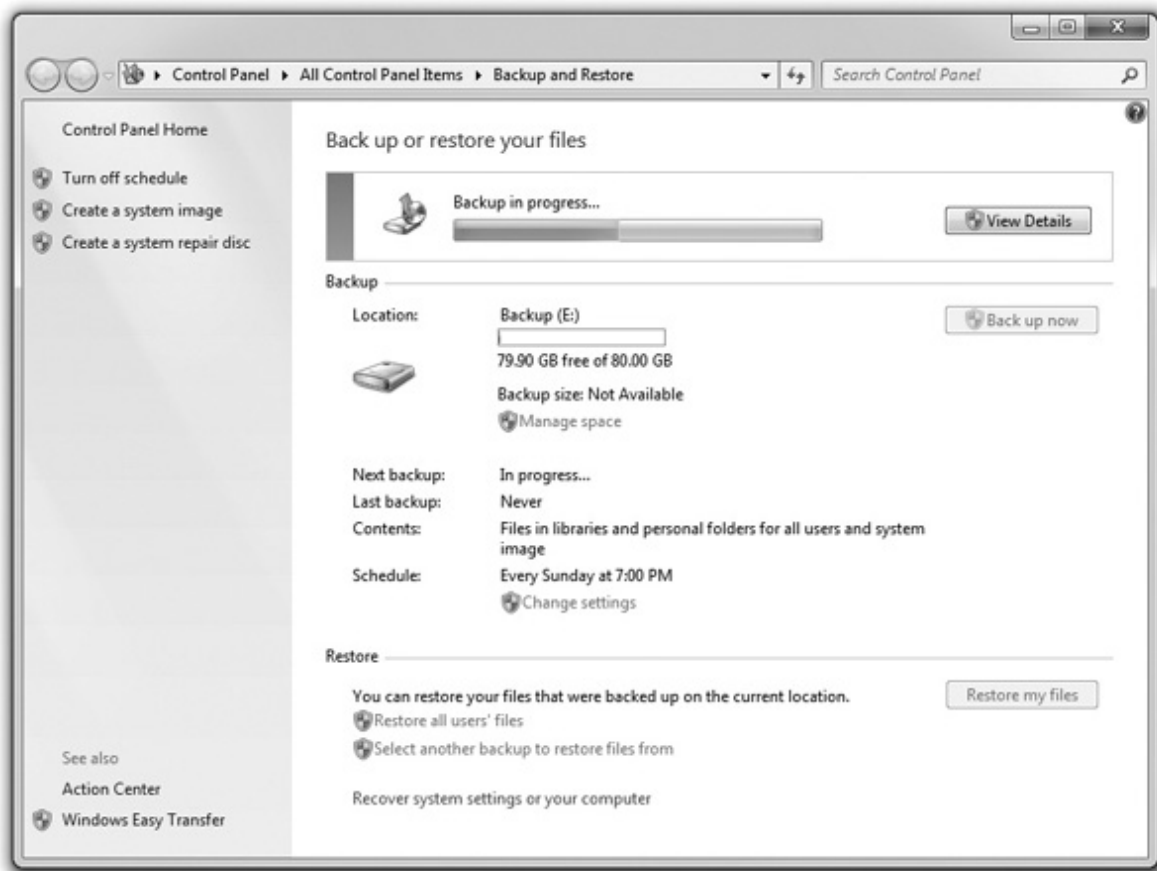 Control Panel ▸ All Control Panel Items ▸ Backup and Restore
Search Control Panel
Control Panel Home
Turn off schedule
Create a system image
Create a system repair disc
See also
Action Center
Windows Easy Transfer
Back up or restore your files
Backup in progress...
View Details
Backup
Location: Backup (E:)
Back up now
79.90 GB free of 80.00 GB
Backup size: Not Available
Manage space
Next backup: In progress...
Last backup: Never
Contents: Files in libraries and personal folders for all users and system
image
Schedule: Every Sunday at 7:00 PM
Change settings
Restore
You can restore your files that were backed up on the current location.
Restore my files
Restore all users' files
Select another backup to restore files from
Recover system settings or your computer